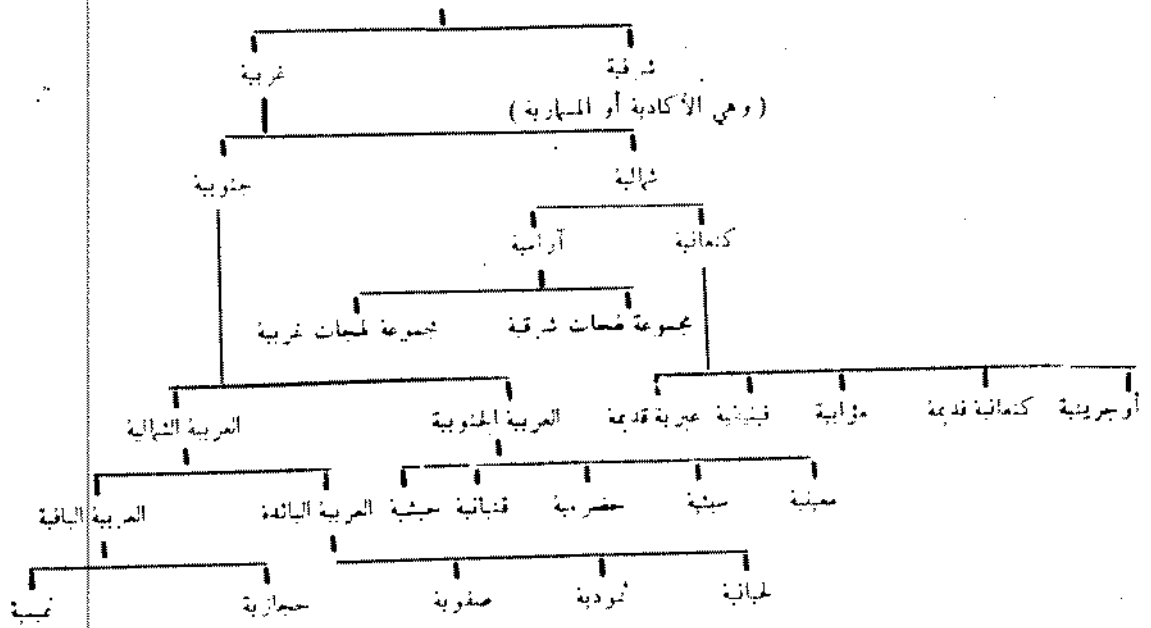 شرقية غربية
(وهي الأكادية أو المسمارية)
شمالية جنوبية
كنعانية آرامية
مجموعة لهجات شرقية مجموعة لهجات غربية
أوجريتية كنعانية قديمة مؤابية فينيقية عبرية قديمة
العربية الجنوبية العربية الشمالية
معينية سبئية حضرمية قتبانية حبشية العربية البائدة العربية الباقية
لحيانية ثمودية صفوية حجازية تميمية